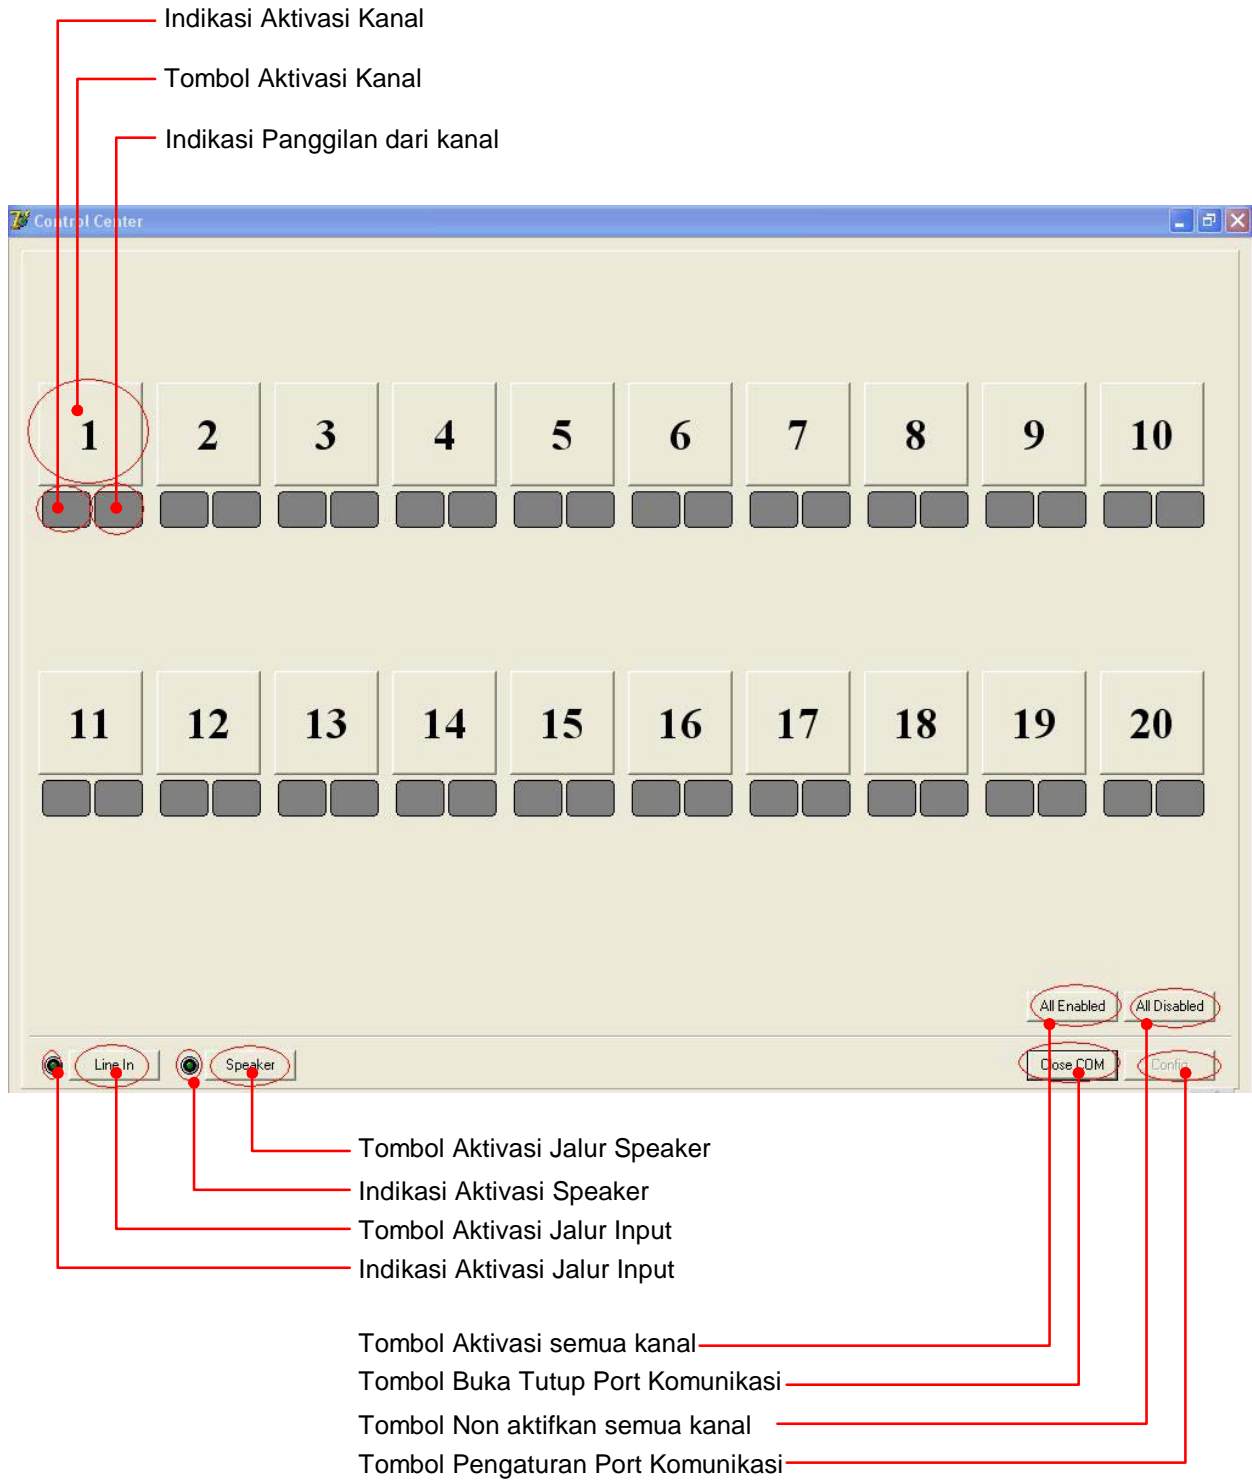 Indikasi Aktivasi Kanal
Tombol Aktivasi Kanal
Indikasi Panggilan dari kanal
Control Center
1 2 3 4 5 6 7 8 9 10
11 12 13 14 15 16 17 18 19 20
All Enabled All Disabled
Line In Speaker Close COM Config
Tombol Aktivasi Jalur Speaker
Indikasi Aktivasi Speaker
Tombol Aktivasi Jalur Input
Indikasi Aktivasi Jalur Input
Tombol Aktivasi semua kanal
Tombol Buka Tutup Port Komunikasi
Tombol Non aktifkan semua kanal
Tombol Pengaturan Port Komunikasi